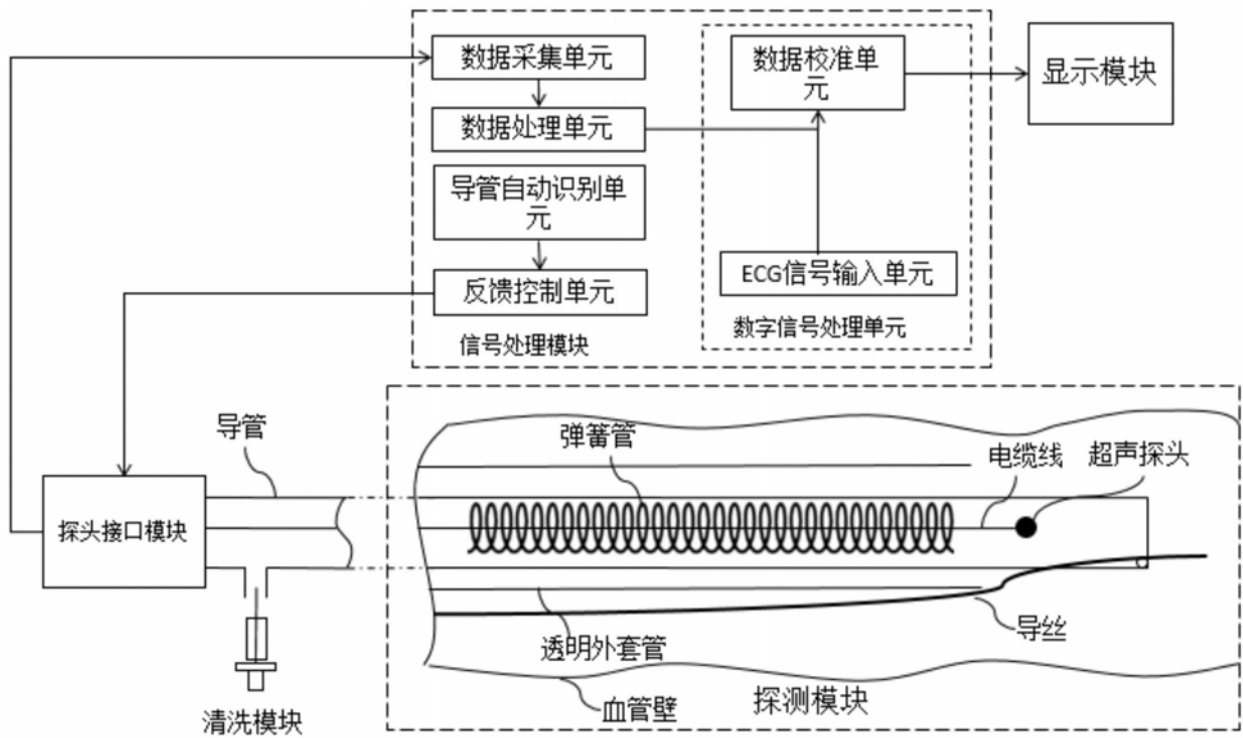 数据采集单元
数据处理单元
导管自动识别单
元
反馈控制单元
信号处理模块
数据校准单
元
ECG信号输入单元
数字信号处理单元
显示模块
导管
弹簧管
电缆线
超声探头
探头接口模块
透明外套管
导丝
血管壁
探测模块
清洗模块